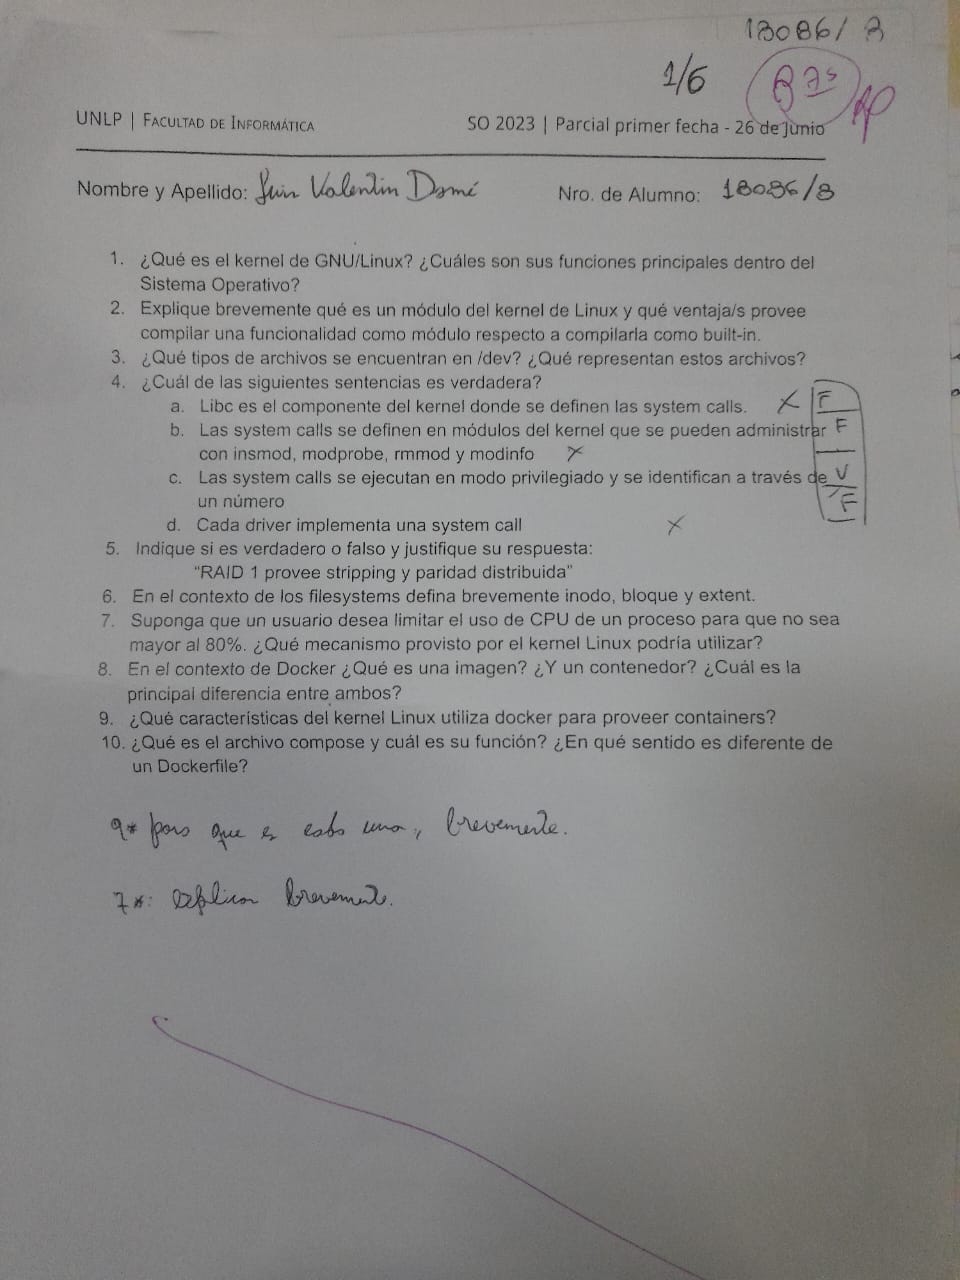 18086/8
1/6
UNLP | FACULTAD DE INFORMÁTICA
SO 2023 | Parcial primer fecha - 26 de Junio
Nombre y Apellido: Valentin
Nro. de Alumno: 18086/8
1. ¿Qué es el kernel de GNU/Linux? ¿Cuáles son sus funciones principales dentro del
Sistema Operativo?
2. Explique brevemente qué es un módulo del kernel de Linux y qué ventaja/s provee
compilar una funcionalidad como módulo respecto a compilarla como built-in.
3. ¿Qué tipos de archivos se encuentran en /dev? ¿Qué representan estos archivos?
4. ¿Cuál de las siguientes sentencias es verdadera?
a. Libc es el componente del kernel donde se definen las system calls. X F
b. Las system calls se definen en módulos del kernel que se pueden administrar F
con insmod, modprobe, rmmod y modinfo X
c. Las system calls se ejecutan en modo privilegiado y se identifican a través de V
un número F
d. Cada driver implementa una system call X
5. Indique si es verdadero o falso y justifique su respuesta:
"RAID 1 provee stripping y paridad distribuida"
6. En el contexto de los filesystems defina brevemente inodo, bloque y extent.
7. Suponga que un usuario desea limitar el uso de CPU de un proceso para que no sea
mayor al 80%. ¿Qué mecanismo provisto por el kernel Linux podría utilizar?
8. En el contexto de Docker ¿Qué es una imagen? ¿Y un contenedor? ¿Cuál es la
principal diferencia entre ambos?
9. ¿Qué características del kernel Linux utiliza docker para proveer containers?
10. ¿Qué es el archivo compose y cuál es su función? ¿En qué sentido es diferente de
un Dockerfile?
9* para que es cada una, brevemente.
7*: explicar brevemente.